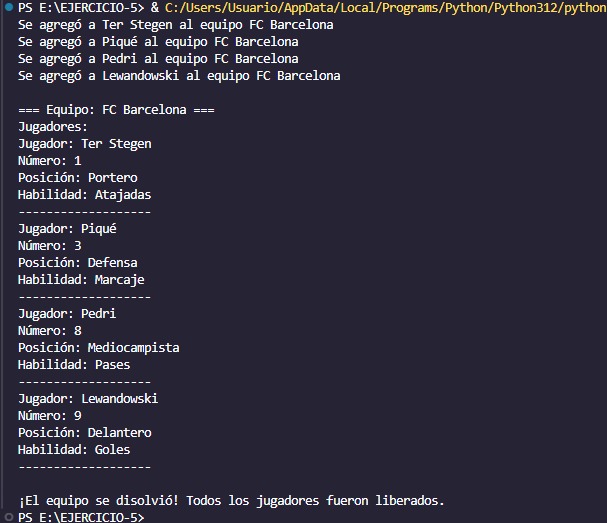 PS E:\EJERCICIO-5> & C:/Users/Usuario/AppData/Local/Programs/Python/Python312/python
Se agregó a Ter Stegen al equipo FC Barcelona
Se agregó a Piqué al equipo FC Barcelona
Se agregó a Pedri al equipo FC Barcelona
Se agregó a Lewandowski al equipo FC Barcelona

=== Equipo: FC Barcelona ===
Jugadores:
Jugador: Ter Stegen
Número: 1
Posición: Portero
Habilidad: Atajadas
-------------------
Jugador: Piqué
Número: 3
Posición: Defensa
Habilidad: Marcaje
-------------------
Jugador: Pedri
Número: 8
Posición: Mediocampista
Habilidad: Pases
-------------------
Jugador: Lewandowski
Número: 9
Posición: Delantero
Habilidad: Goles
-------------------

¡El equipo se disolvió! Todos los jugadores fueron liberados.
PS E:\EJERCICIO-5>